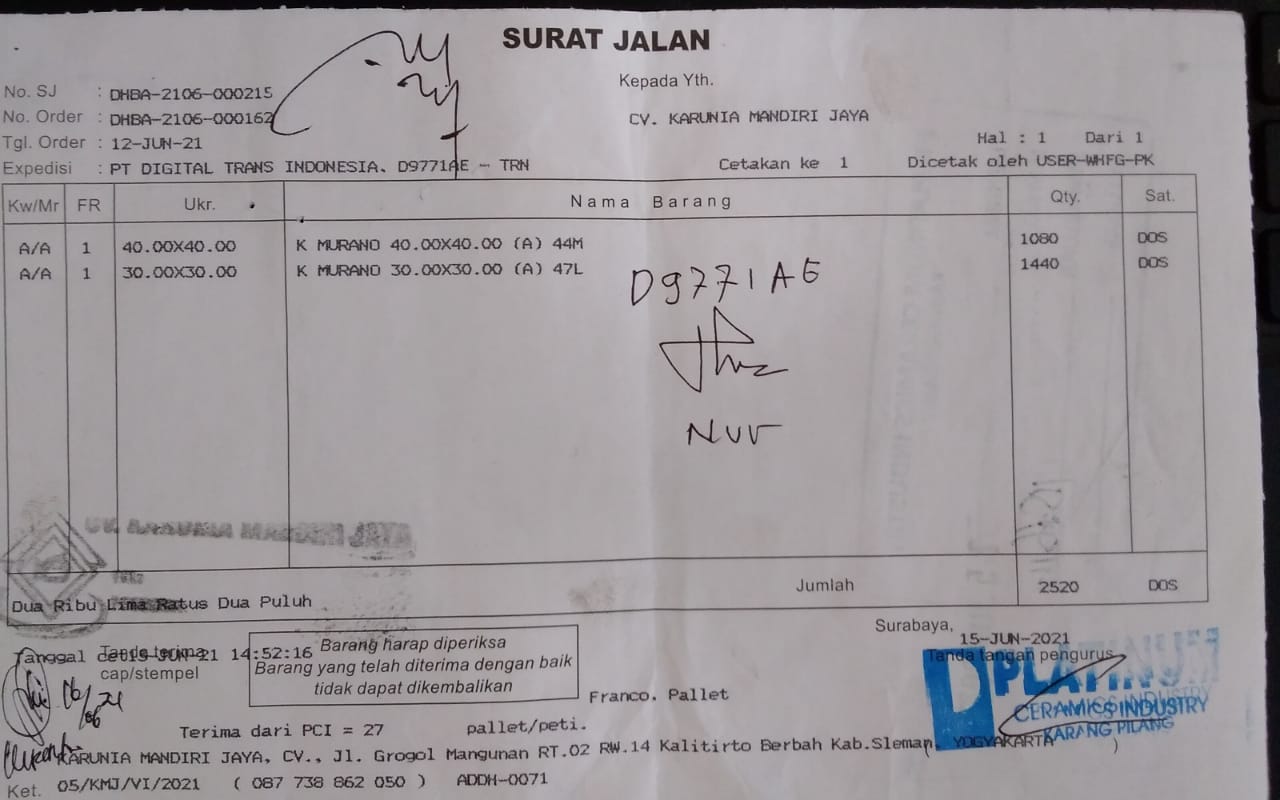 SURAT JALAN
Kepada Yth.
No. SJ : DHBA-2106-000215
No. Order : DHBA-2106-000162
CV. KARUNIA MANDIRI JAYA
Tgl. Order : 12-JUN-21
Hal : 1 Dari 1
Expedisi : PT DIGITAL TRANS INDONESIA. D9771AE - TRN
Cetakan ke 1 Dicetak oleh USER-WHFG-PK
Kw/Mr FR Ukr. Nama Barang Qty. Sat.
A/A 1 40.00X40.00 K MURANO 40.00X40.00 (A) 44M 1080 DOS
A/A 1 30.00X30.00 K MURANO 30.00X30.00 (A) 47L 1440 DOS
D9771AE
Nur
CV. KARUNIA MANDIRI JAYA
Jumlah 2520 DOS
Dua Ribu Lima Ratus Dua Puluh
Surabaya,
15-JUN-2021
Tanda terima
Tanggal 15-JUN-21 14:52:16
cap/stempel
Barang harap diperiksa
Barang yang telah diterima dengan baik
tidak dapat dikembalikan
Tanda tangan pengurus
PLATINUM
CERAMICS INDUSTRY
KARANG PILANG
16/06 21
Franco. Pallet
Terima dari PCI = 27 pallet/peti.
KARUNIA MANDIRI JAYA, CV., Jl. Grogol Mangunan RT.02 RW.14 Kalitirto Berbah Kab.Sleman, YOGYAKARTA
Ket. 05/KMJ/VI/2021 ( 087 738 862 050 ) ADDH-0071